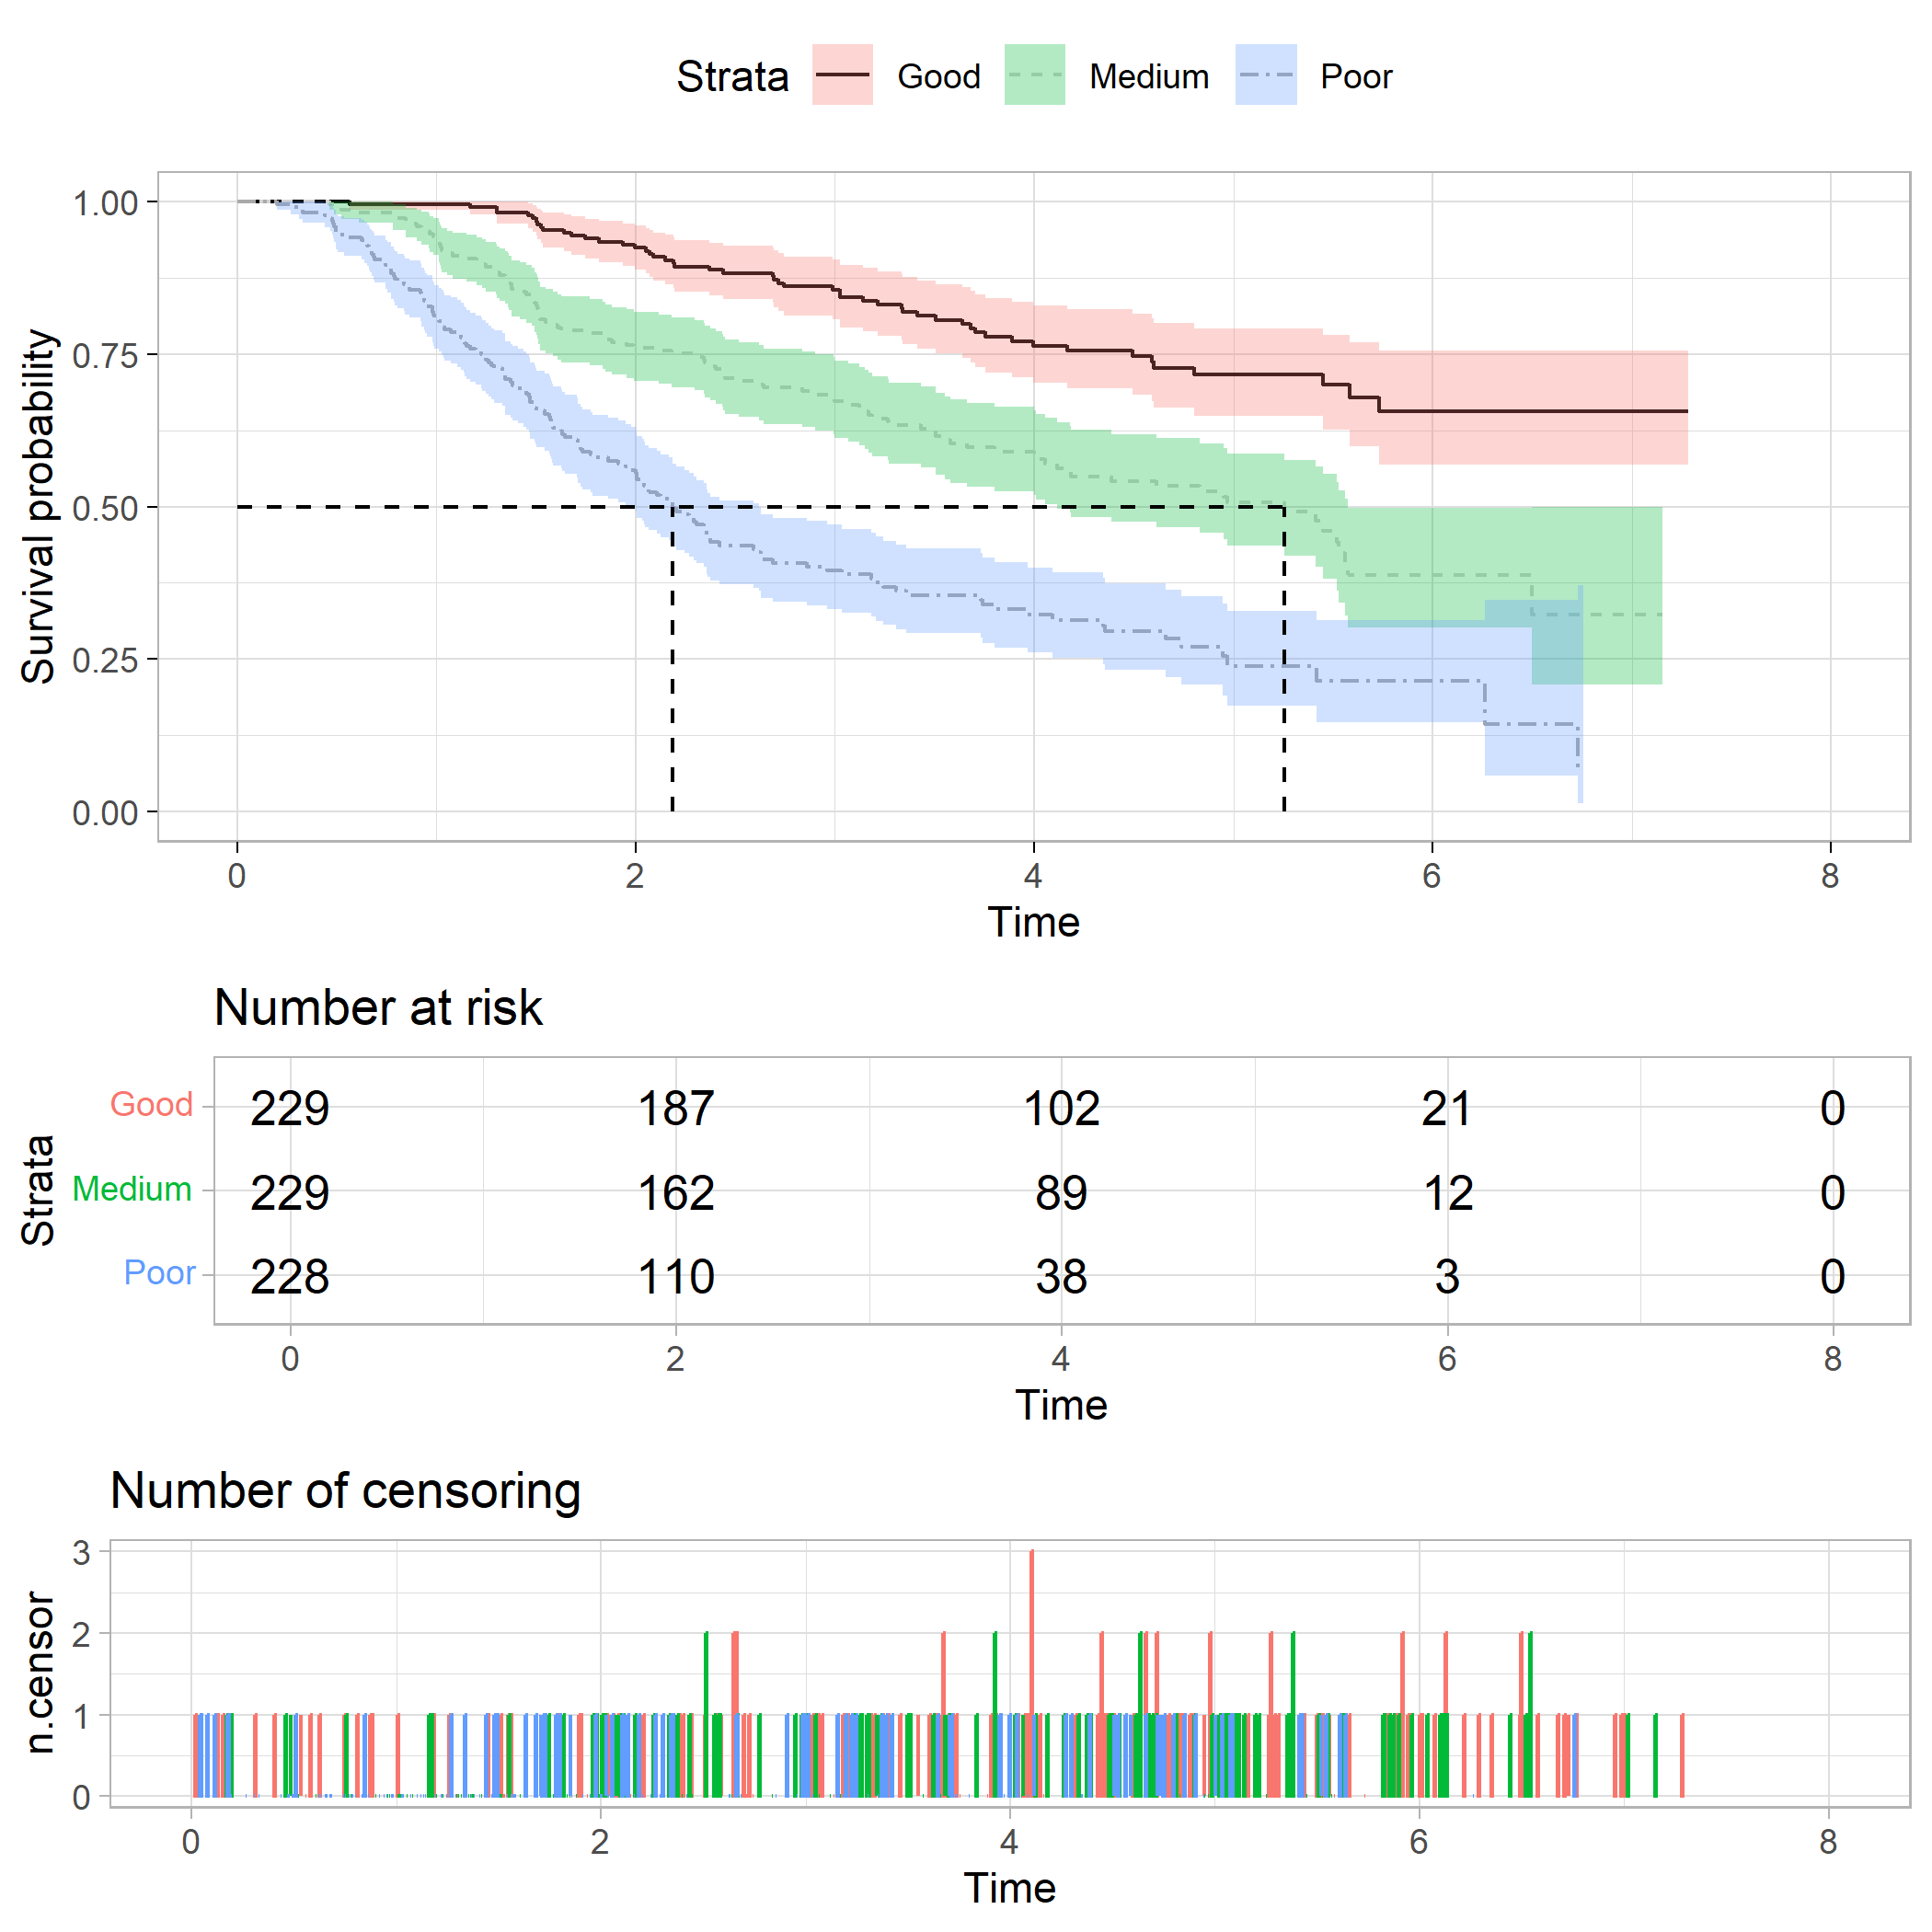 Strata Good Medium Poor
1.00
0.75
0.50
0.25
0.00
Survival probability
0 2 4 6 8
Time
Number at risk
Strata
Good 229 187 102 21 0
Medium 229 162 89 12 0
Poor 228 110 38 3 0
0 2 4 6 8
Time
Number of censoring
n.censor
3
2
1
0
0 2 4 6 8
Time